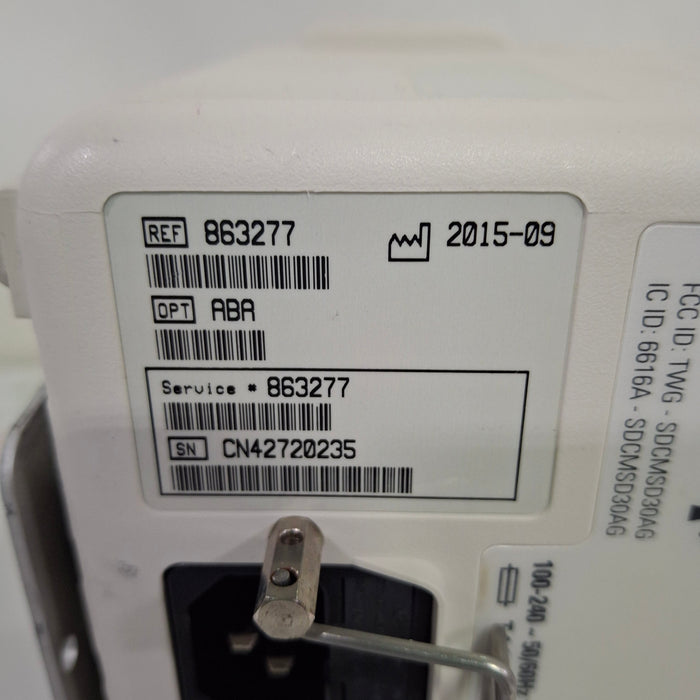 REF 863277
2015-09
OPT ABA
Service # 863277
SN CN42720235
FCC ID: TWG - SDCMSD30AG
IC ID: 6616A - SDCMSD30AG
100-240 ~ 50/60Hz